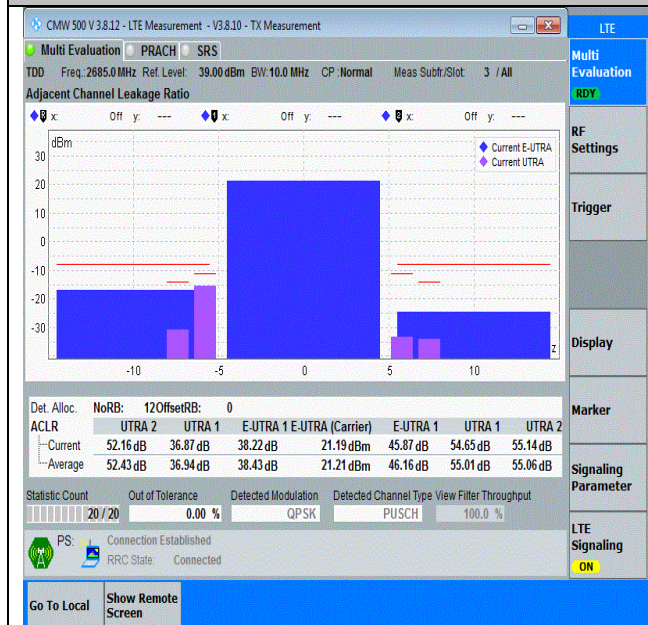 CMW 500 V 3.8.12 - LTE Measurement - V3.8.10 - TX Measurement
LTE
Multi Evaluation PRACH SRS
Multi Evaluation
RDY
TDD Freq.:2685.0 MHz Ref. Level: 39.00 dBm BW:10.0 MHz CP :Normal Meas Subfr./Slot: 3 / All
Adjacent Channel Leakage Ratio
x: Off y: --- x: Off y: --- x: Off y: ---
dBm
Current E-UTRA
Current UTRA
30
20
10
0
-10
-20
-30
z
-10 -5 0 5 10
RF Settings
Trigger
Display
Marker
Signaling Parameter
LTE Signaling
ON
Det. Alloc. NoRB: 12OffsetRB: 0
ACLR UTRA 2 UTRA 1 E-UTRA 1 E-UTRA (Carrier) E-UTRA 1 UTRA 1 UTRA 2
Current 52.16 dB 36.87 dB 38.22 dB 21.19 dBm 45.87 dB 54.65 dB 55.14 dB
Average 52.43 dB 36.94 dB 38.43 dB 21.21 dBm 46.16 dB 55.01 dB 55.06 dB
Statistic Count Out of Tolerance Detected Modulation Detected Channel Type View Filter Throughput
20 / 20 0.00 % QPSK PUSCH 100.0 %
PS: Connection Established
RRC State: Connected
Go To Local
Show Remote Screen